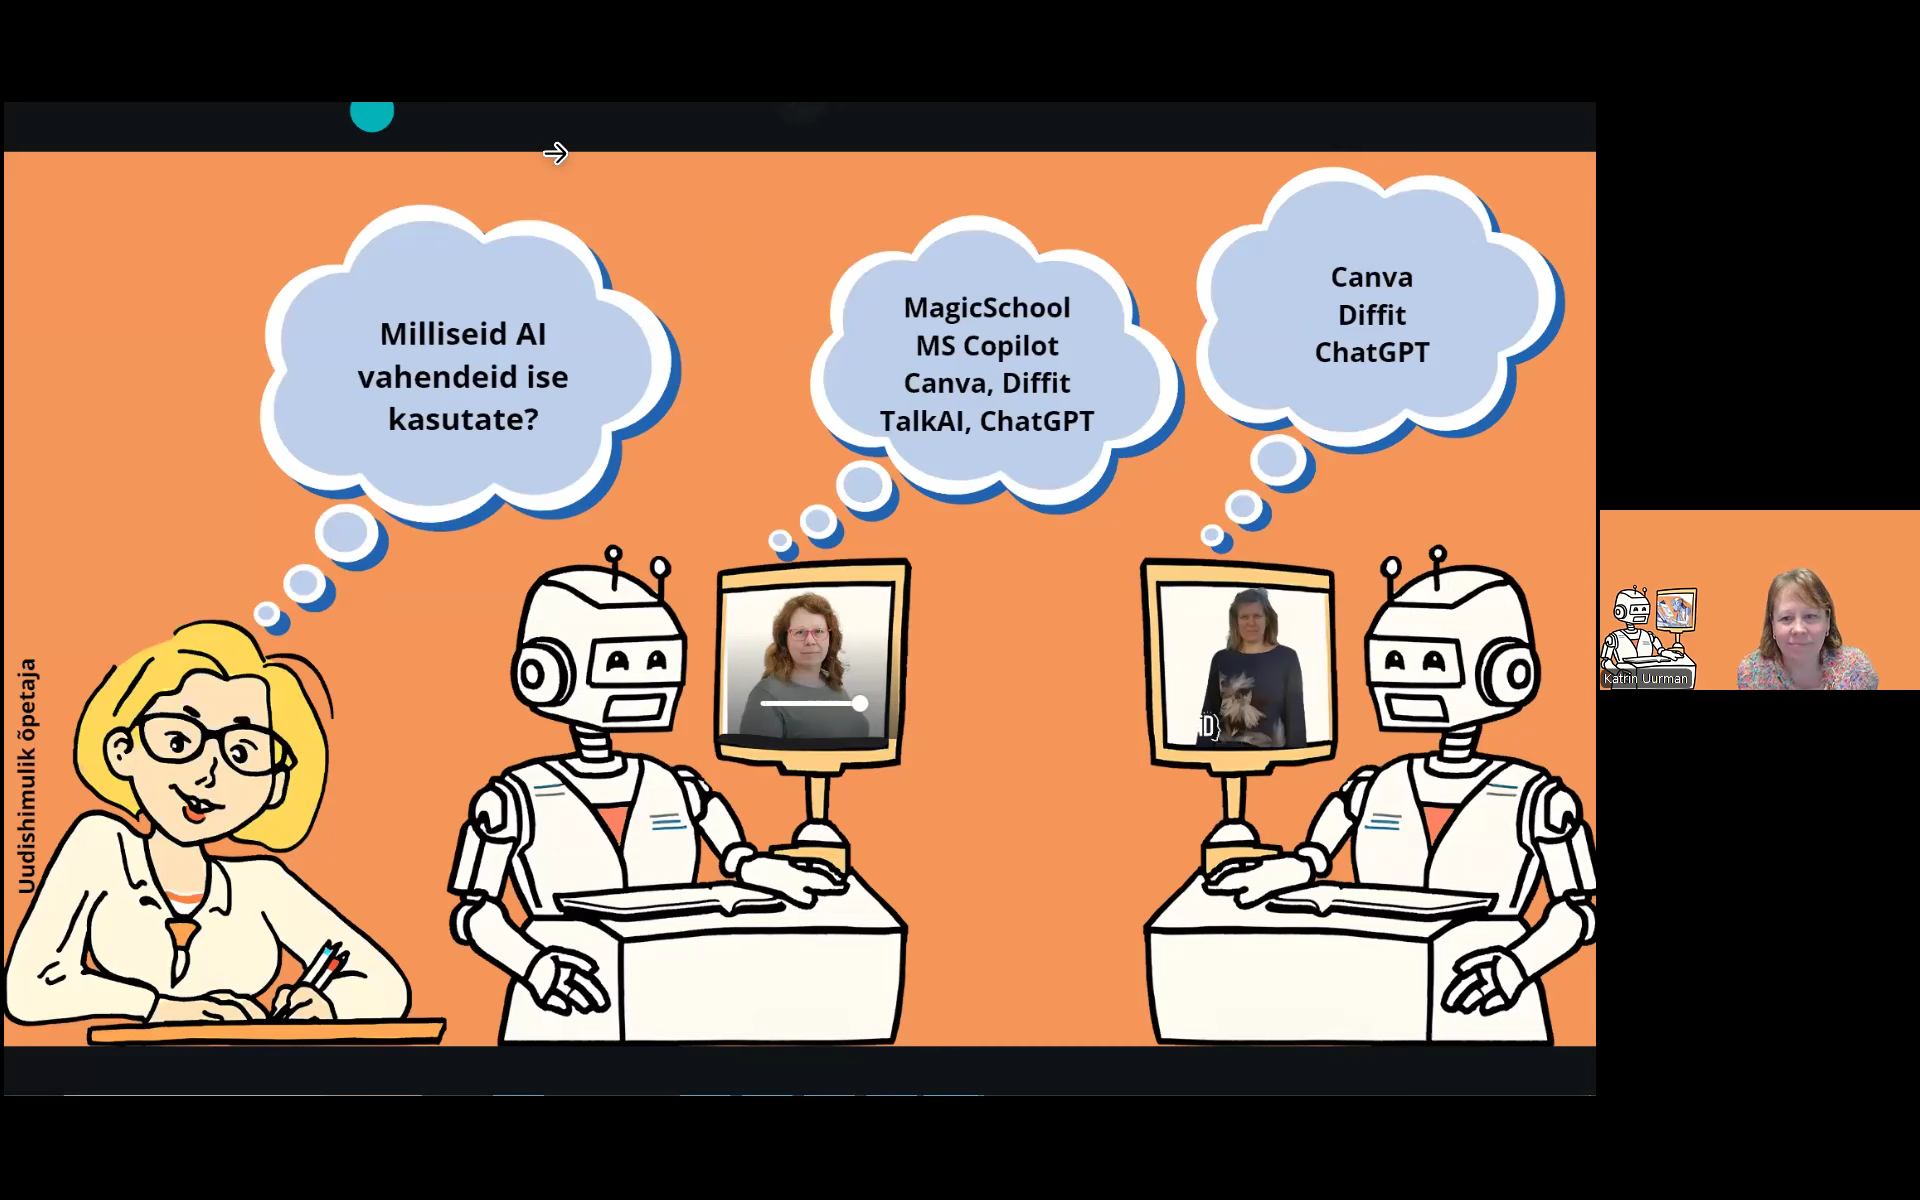 Milliseid AI
vahendeid ise
kasutate?
MagicSchool
MS Copilot
Canva, Diffit
TalkAI, ChatGPT
Canva
Diffit
ChatGPT
Uudishimulik õpetaja
iD}
Katrin Uurman